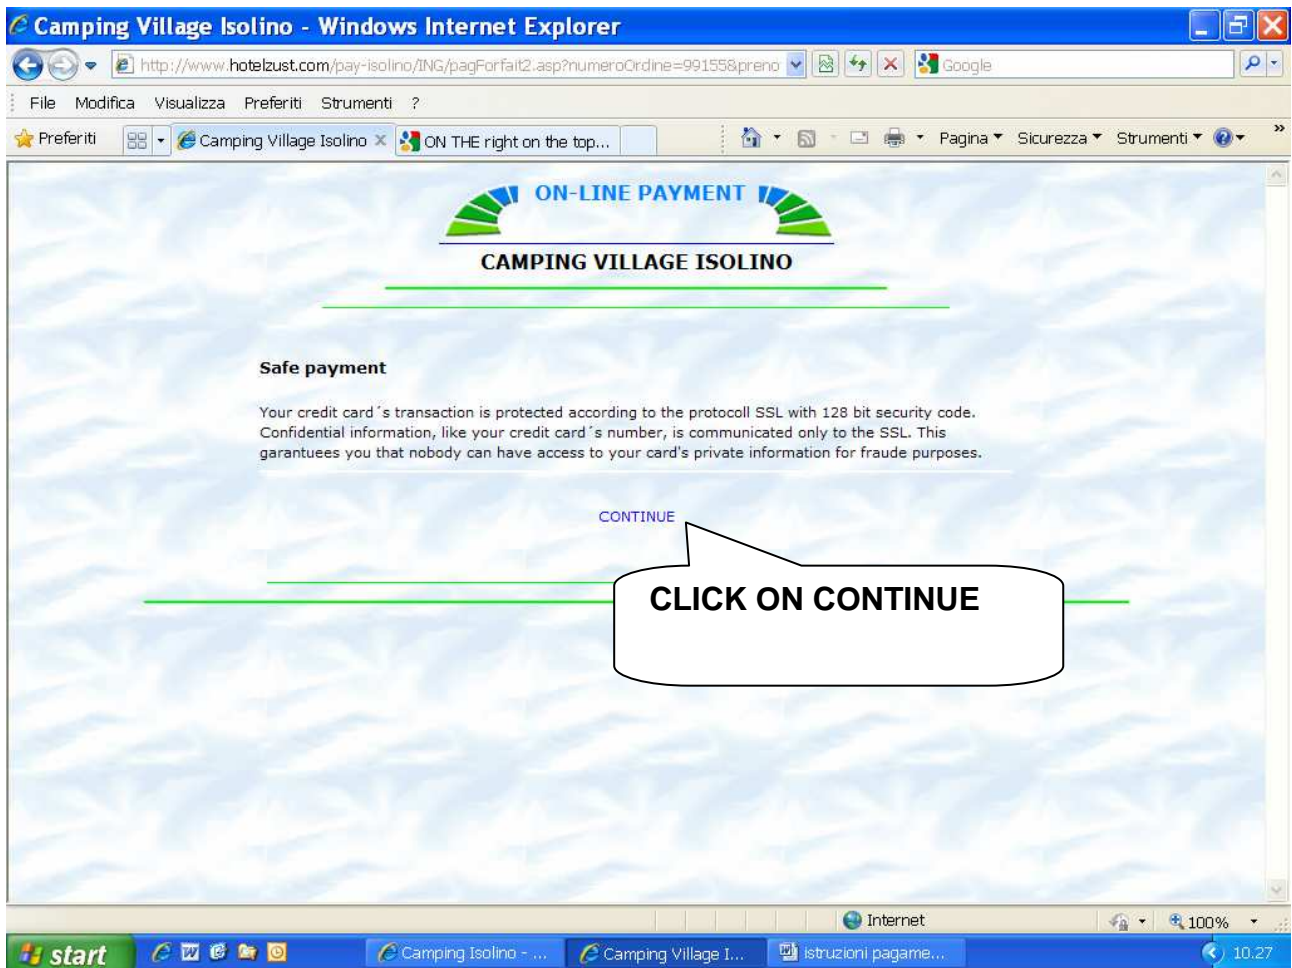 Camping Village Isolino - Windows Internet Explorer
http://www.hotelzust.com/pay-isolino/ING/pagForfait2.asp?numeroOrdine=99155&preno
Google
File Modifica Visualizza Preferiti Strumenti ?
Preferiti Camping Village Isolino ON THE right on the top... Pagina Sicurezza Strumenti »
ON-LINE PAYMENT
CAMPING VILLAGE ISOLINO
Safe payment
Your credit card´s transaction is protected according to the protocoll SSL with 128 bit security code.
Confidential information, like your credit card´s number, is communicated only to the SSL. This
garantuees you that nobody can have access to your card's private information for fraude purposes.
CONTINUE
CLICK ON CONTINUE
Internet 100%
start Camping Isolino - ... Camping Village I... istruzioni pagame... 10.27